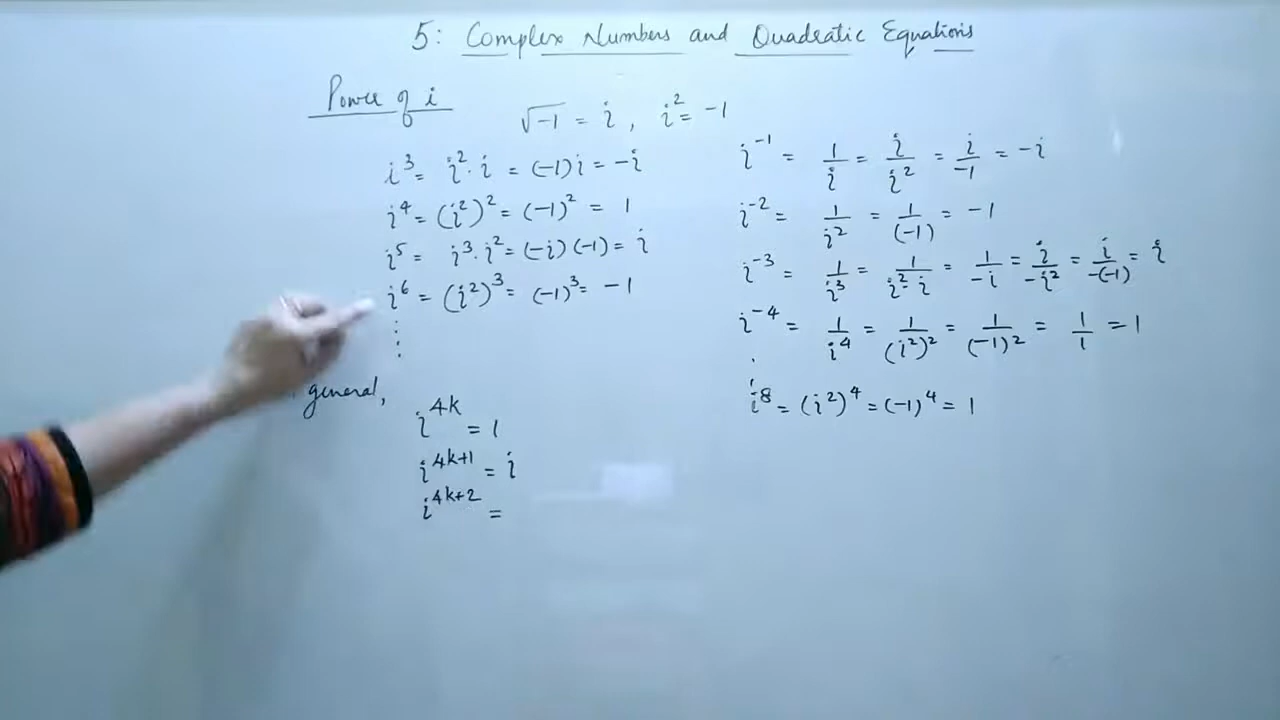 5: Complex Numbers and Quadratic Equations
Power of i
√-1 = i, i² = -1
i³ = i²·i = (-1)i = -i
i⁴ = (i²)² = (-1)² = 1
i⁵ = i³·i² = (-i)(-1) = i
i⁶ = (i²)³ = (-1)³ = -1
general,
i^4k = 1
i^4k+1 = i
i^4k+2 =
i⁻¹ = 1/i = i/i² = i/-1 = -i
i⁻² = 1/i² = 1/(-1) = -1
i⁻³ = 1/i³ = 1/i²·i = 1/-i = i/-i² = i/-(-1) = i
i⁻⁴ = 1/i⁴ = 1/(i²)² = 1/(-1)² = 1/1 = 1
i⁸ = (i²)⁴ = (-1)⁴ = 1